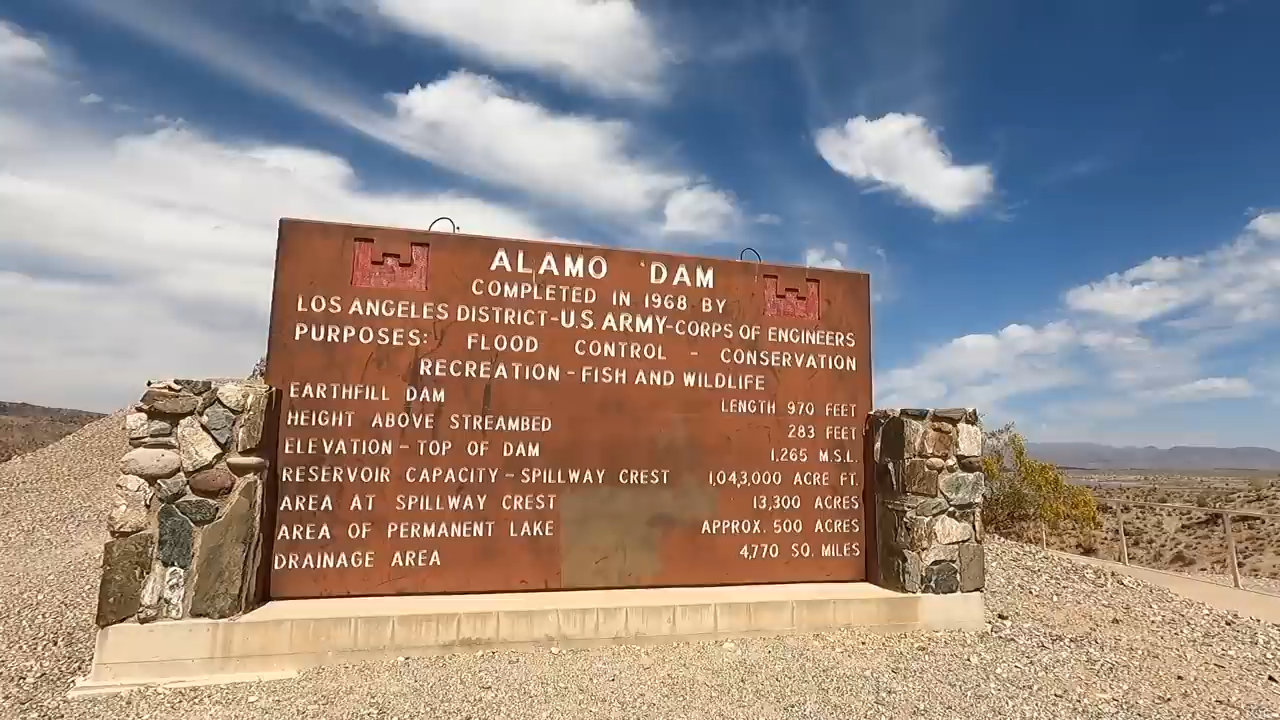 ALAMO DAM
COMPLETED IN 1968 BY
LOS ANGELES DISTRICT-U.S. ARMY-CORPS OF ENGINEERS
PURPOSES: FLOOD CONTROL - CONSERVATION
RECREATION - FISH AND WILDLIFE
EARTHFILL DAM LENGTH 970 FEET
HEIGHT ABOVE STREAMBED 283 FEET
ELEVATION - TOP OF DAM 1,265 M.S.L.
RESERVOIR CAPACITY - SPILLWAY CREST 1,043,000 ACRE FT.
AREA AT SPILLWAY CREST 13,300 ACRES
AREA OF PERMANENT LAKE APPROX. 500 ACRES
DRAINAGE AREA 4,770 SQ. MILES